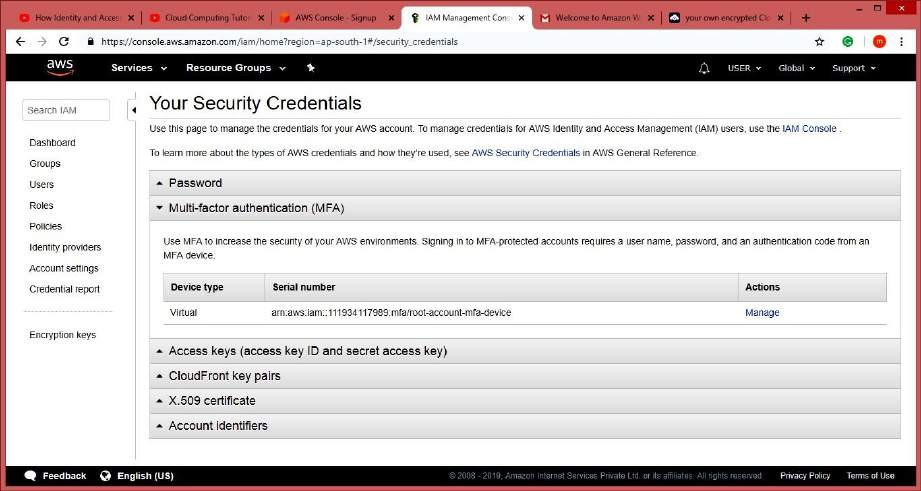 How Identity and Access
Cloud Computing Tutor
AWS Console - Signup
IAM Management Cons
Welcome to Amazon W
your own encrypted Clo
https://console.aws.amazon.com/iam/home?region=ap-south-1#/security_credentials
aws
Services
Resource Groups
USER
Global
Support
Search IAM
Dashboard
Groups
Users
Roles
Policies
Identity providers
Account settings
Credential report
Encryption keys
Your Security Credentials
Use this page to manage the credentials for your AWS account. To manage credentials for AWS Identity and Access Management (IAM) users, use the IAM Console .
To learn more about the types of AWS credentials and how they're used, see AWS Security Credentials in AWS General Reference.
Password
Multi-factor authentication (MFA)
Use MFA to increase the security of your AWS environments. Signing in to MFA-protected accounts requires a user name, password, and an authentication code from an
MFA device.
Device type Serial number Actions
Virtual arn:aws:iam::111934117989:mfa/root-account-mfa-device Manage
Access keys (access key ID and secret access key)
CloudFront key pairs
X.509 certificate
Account identifiers
Feedback
English (US)
© 2008 - 2019, Amazon Internet Services Private Ltd. or its affiliates. All rights reserved.
Privacy Policy
Terms of Use